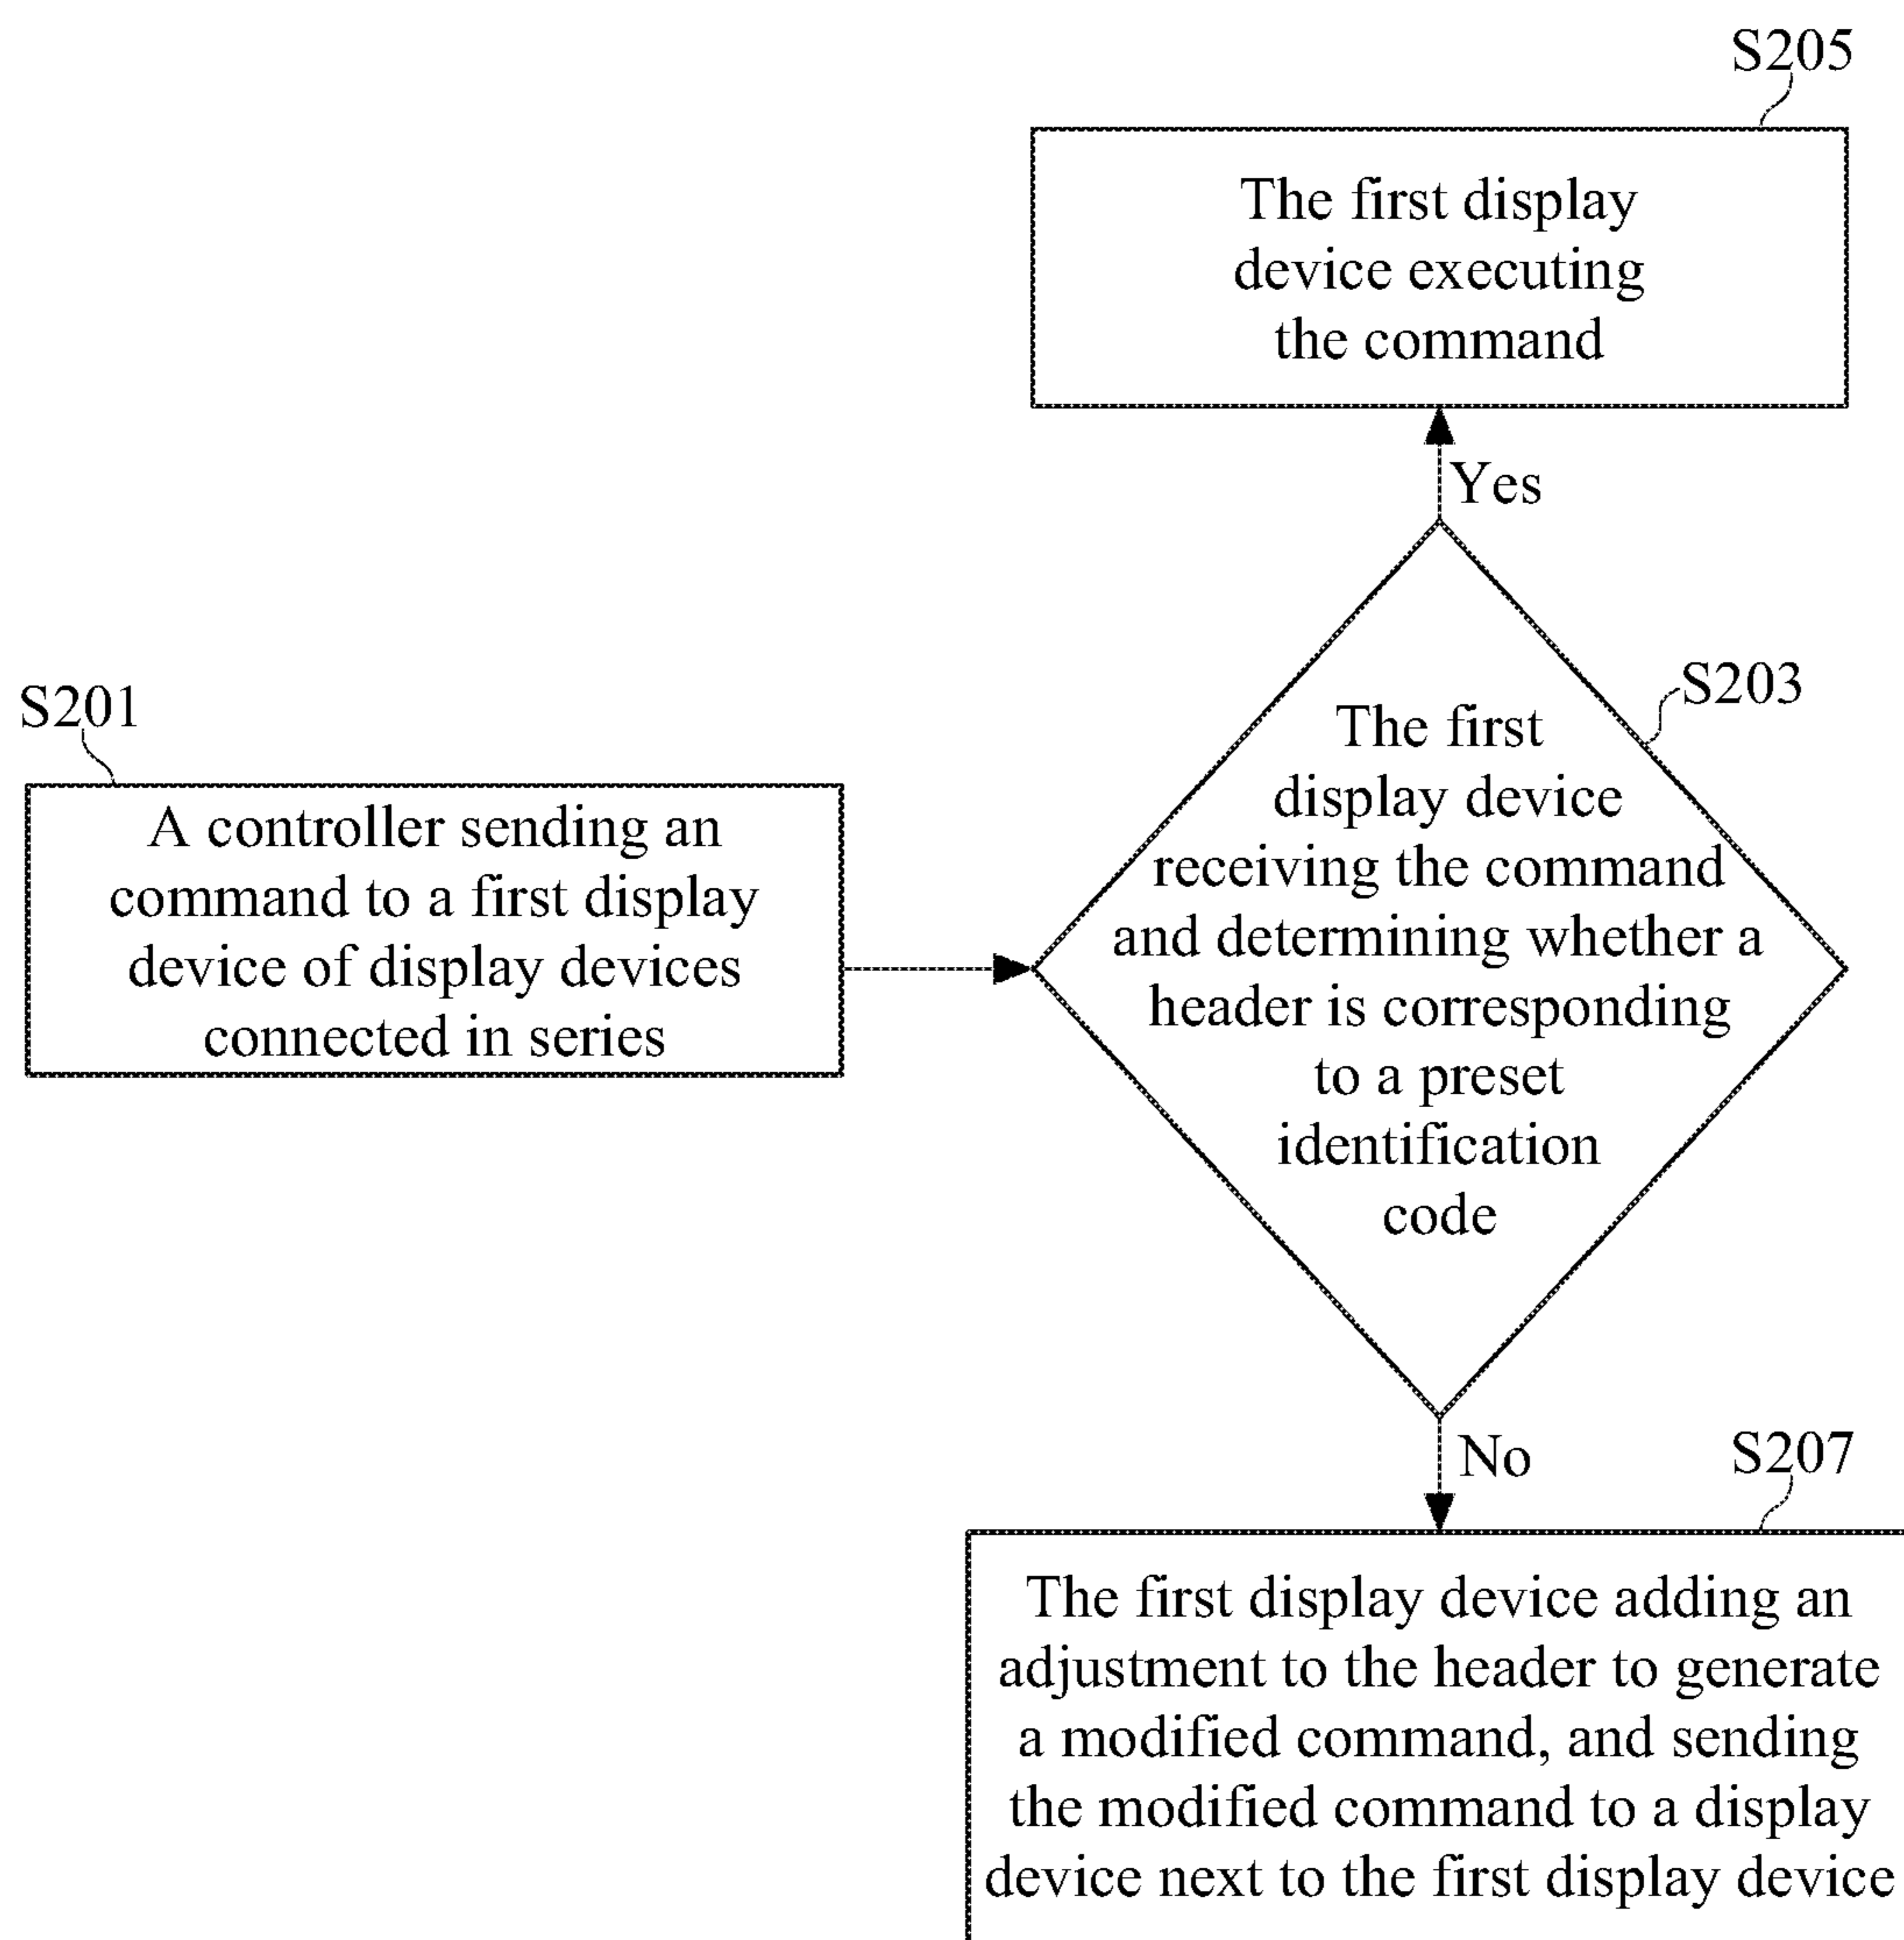 S205
The first display
device executing
the command
Yes
S203
The first
display device
receiving the command
and determining whether a
header is corresponding
to a preset
identification
code
S201
A controller sending an
command to a first display
device of display devices
connected in series
No
S207
The first display device adding an
adjustment to the header to generate
a modified command, and sending
the modified command to a display
device next to the first display device